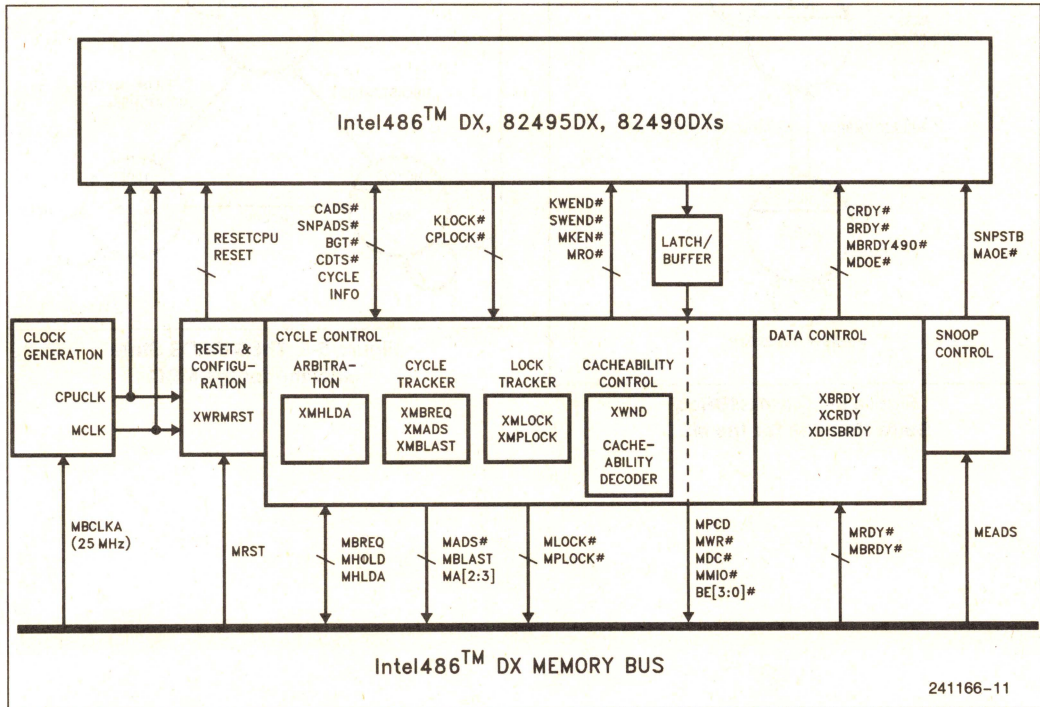 Intel486™ DX, 82495DX, 82490DXs
RESETCPU
RESET
CADS#
SNPADS#
BGT#
CDTS#
CYCLE
INFO
KLOCK#
CPLOCK#
KWEND#
SWEND#
MKEN#
MRO#
LATCH/
BUFFER
CRDY#
BRDY#
MBRDY490#
MDOE#
SNPSTB
MAOE#
CLOCK
GENERATION
CPUCLK
MCLK
RESET &
CONFIGU-
RATION
XWRMRST
CYCLE CONTROL
ARBITRA-
TION
XMHLDA
CYCLE
TRACKER
XMBREQ
XMADS
XMBLAST
LOCK
TRACKER
XMLOCK
XMPLOCK
CACHEABILITY
CONTROL
XWND
CACHE-
ABILITY
DECODER
DATA CONTROL
XBRDY
XCRDY
XDISBRDY
SNOOP
CONTROL
MBCLKA
(25 MHz)
MRST
MBREQ
MHOLD
MHLDA
MADS#
MBLAST
MA[2:3]
MLOCK#
MPLOCK#
MPCD
MWR#
MDC#
MMIO#
BE[3:0]#
MRDY#
MBRDY#
MEADS
Intel486™ DX MEMORY BUS
241166-11